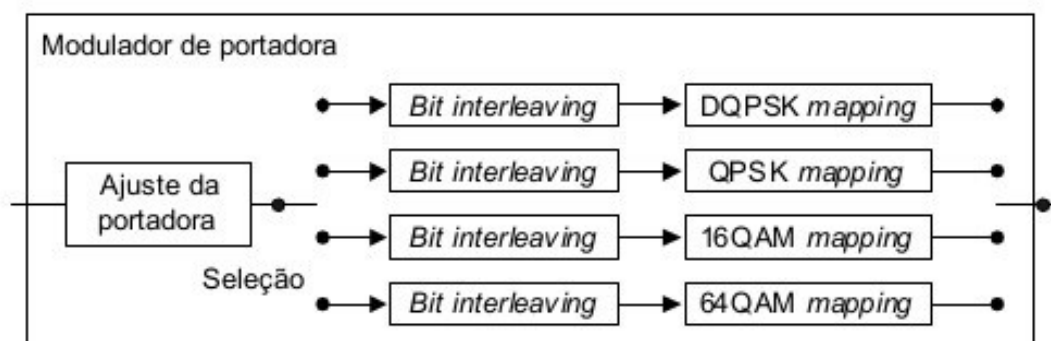 Modulador de portadora
Bit interleaving DQPSK mapping
Bit interleaving QPSK mapping
Ajuste da
portadora
Bit interleaving 16QAM mapping
Seleção
Bit interleaving 64QAM mapping